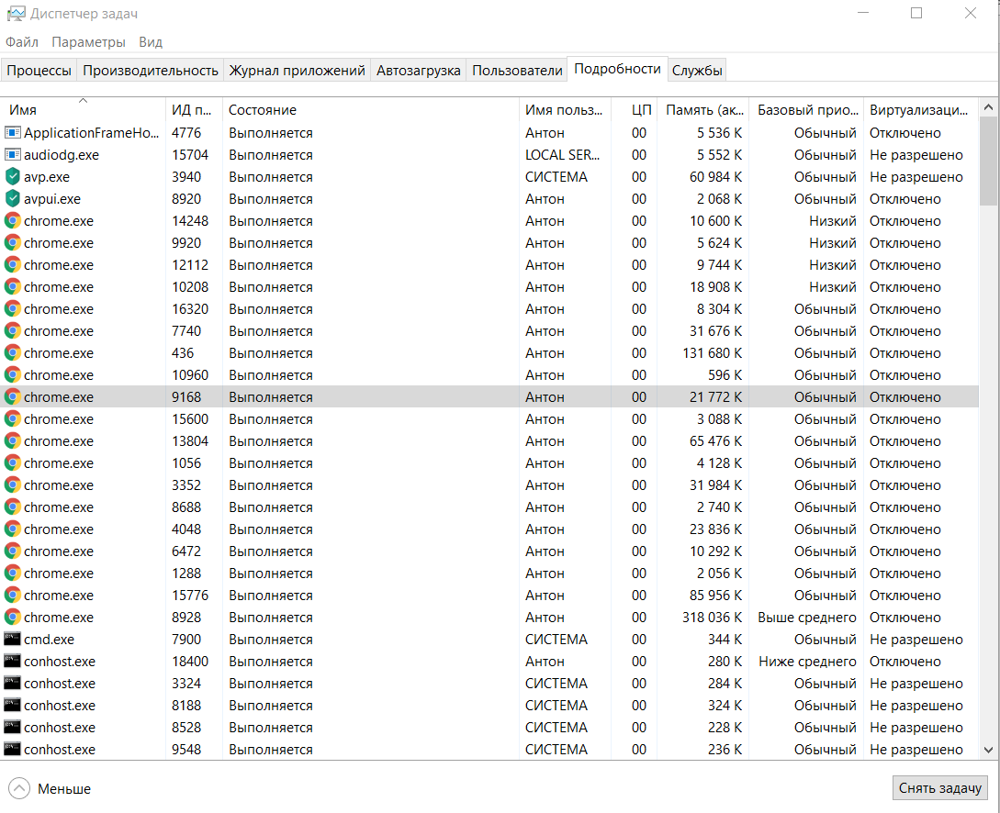 Диспетчер задач
Файл Параметры Вид
Процессы Производительность Журнал приложений Автозагрузка Пользователи Подробности Службы
Имя ИД п... Состояние Имя польз... ЦП Память (ак... Базовый прио... Виртуализаци...
ApplicationFrameHo... 4776 Выполняется Антон 00 5 536 K Обычный Отключено
audiodg.exe 15704 Выполняется LOCAL SER... 00 5 552 K Обычный Не разрешено
avp.exe 3940 Выполняется СИСТЕМА 00 60 984 K Обычный Не разрешено
avpui.exe 8920 Выполняется Антон 00 2 068 K Обычный Отключено
chrome.exe 14248 Выполняется Антон 00 10 600 K Низкий Отключено
chrome.exe 9920 Выполняется Антон 00 5 624 K Низкий Отключено
chrome.exe 12112 Выполняется Антон 00 9 744 K Низкий Отключено
chrome.exe 10208 Выполняется Антон 00 18 908 K Низкий Отключено
chrome.exe 16320 Выполняется Антон 00 8 304 K Обычный Отключено
chrome.exe 7740 Выполняется Антон 00 31 676 K Обычный Отключено
chrome.exe 436 Выполняется Антон 00 131 680 K Обычный Отключено
chrome.exe 10960 Выполняется Антон 00 596 K Обычный Отключено
chrome.exe 9168 Выполняется Антон 00 21 772 K Обычный Отключено
chrome.exe 15600 Выполняется Антон 00 3 088 K Обычный Отключено
chrome.exe 13804 Выполняется Антон 00 65 476 K Обычный Отключено
chrome.exe 1056 Выполняется Антон 00 4 128 K Обычный Отключено
chrome.exe 3352 Выполняется Антон 00 31 984 K Обычный Отключено
chrome.exe 8688 Выполняется Антон 00 2 740 K Обычный Отключено
chrome.exe 4048 Выполняется Антон 00 23 836 K Обычный Отключено
chrome.exe 6472 Выполняется Антон 00 10 292 K Обычный Отключено
chrome.exe 1288 Выполняется Антон 00 2 056 K Обычный Отключено
chrome.exe 15776 Выполняется Антон 00 85 956 K Обычный Отключено
chrome.exe 8928 Выполняется Антон 00 318 036 K Выше среднего Отключено
cmd.exe 7900 Выполняется СИСТЕМА 00 344 K Обычный Не разрешено
conhost.exe 18400 Выполняется Антон 00 280 K Ниже среднего Отключено
conhost.exe 3324 Выполняется СИСТЕМА 00 284 K Обычный Не разрешено
conhost.exe 8188 Выполняется СИСТЕМА 00 324 K Обычный Не разрешено
conhost.exe 8528 Выполняется СИСТЕМА 00 228 K Обычный Не разрешено
conhost.exe 9548 Выполняется СИСТЕМА 00 236 K Обычный Не разрешено
Меньше Снять задачу